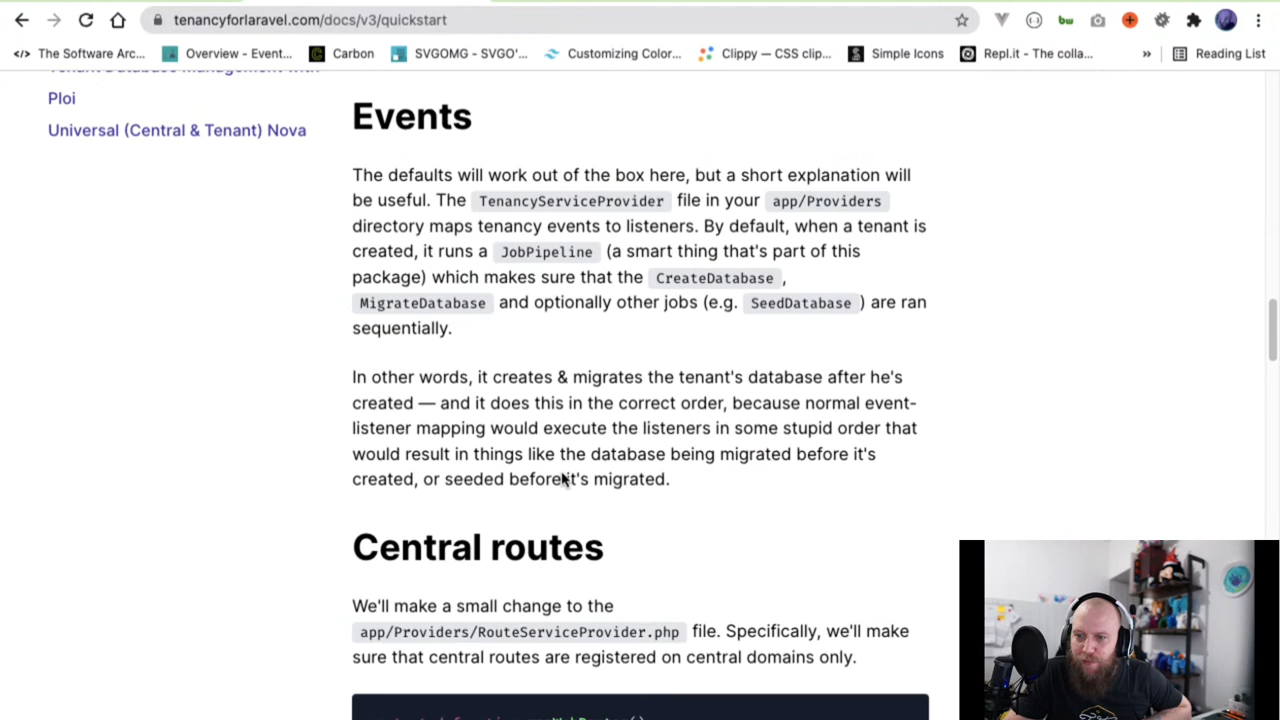 tenancyforlaravel.com/docs/v3/quickstart
The Software Arc... Overview - Event... Carbon SVGOMG - SVGO'... Customizing Color... Clippy — CSS clip... Simple Icons Repl.it - The colla... » Reading List
Tenant Database Management with
Ploi
Universal (Central & Tenant) Nova
Events
The defaults will work out of the box here, but a short explanation will
be useful. The TenancyServiceProvider file in your app/Providers
directory maps tenancy events to listeners. By default, when a tenant is
created, it runs a JobPipeline (a smart thing that's part of this
package) which makes sure that the CreateDatabase ,
MigrateDatabase and optionally other jobs (e.g. SeedDatabase ) are ran
sequentially.
In other words, it creates & migrates the tenant's database after he's
created — and it does this in the correct order, because normal event-
listener mapping would execute the listeners in some stupid order that
would result in things like the database being migrated before it's
created, or seeded before it's migrated.
Central routes
We'll make a small change to the
app/Providers/RouteServiceProvider.php file. Specifically, we'll make
sure that central routes are registered on central domains only.